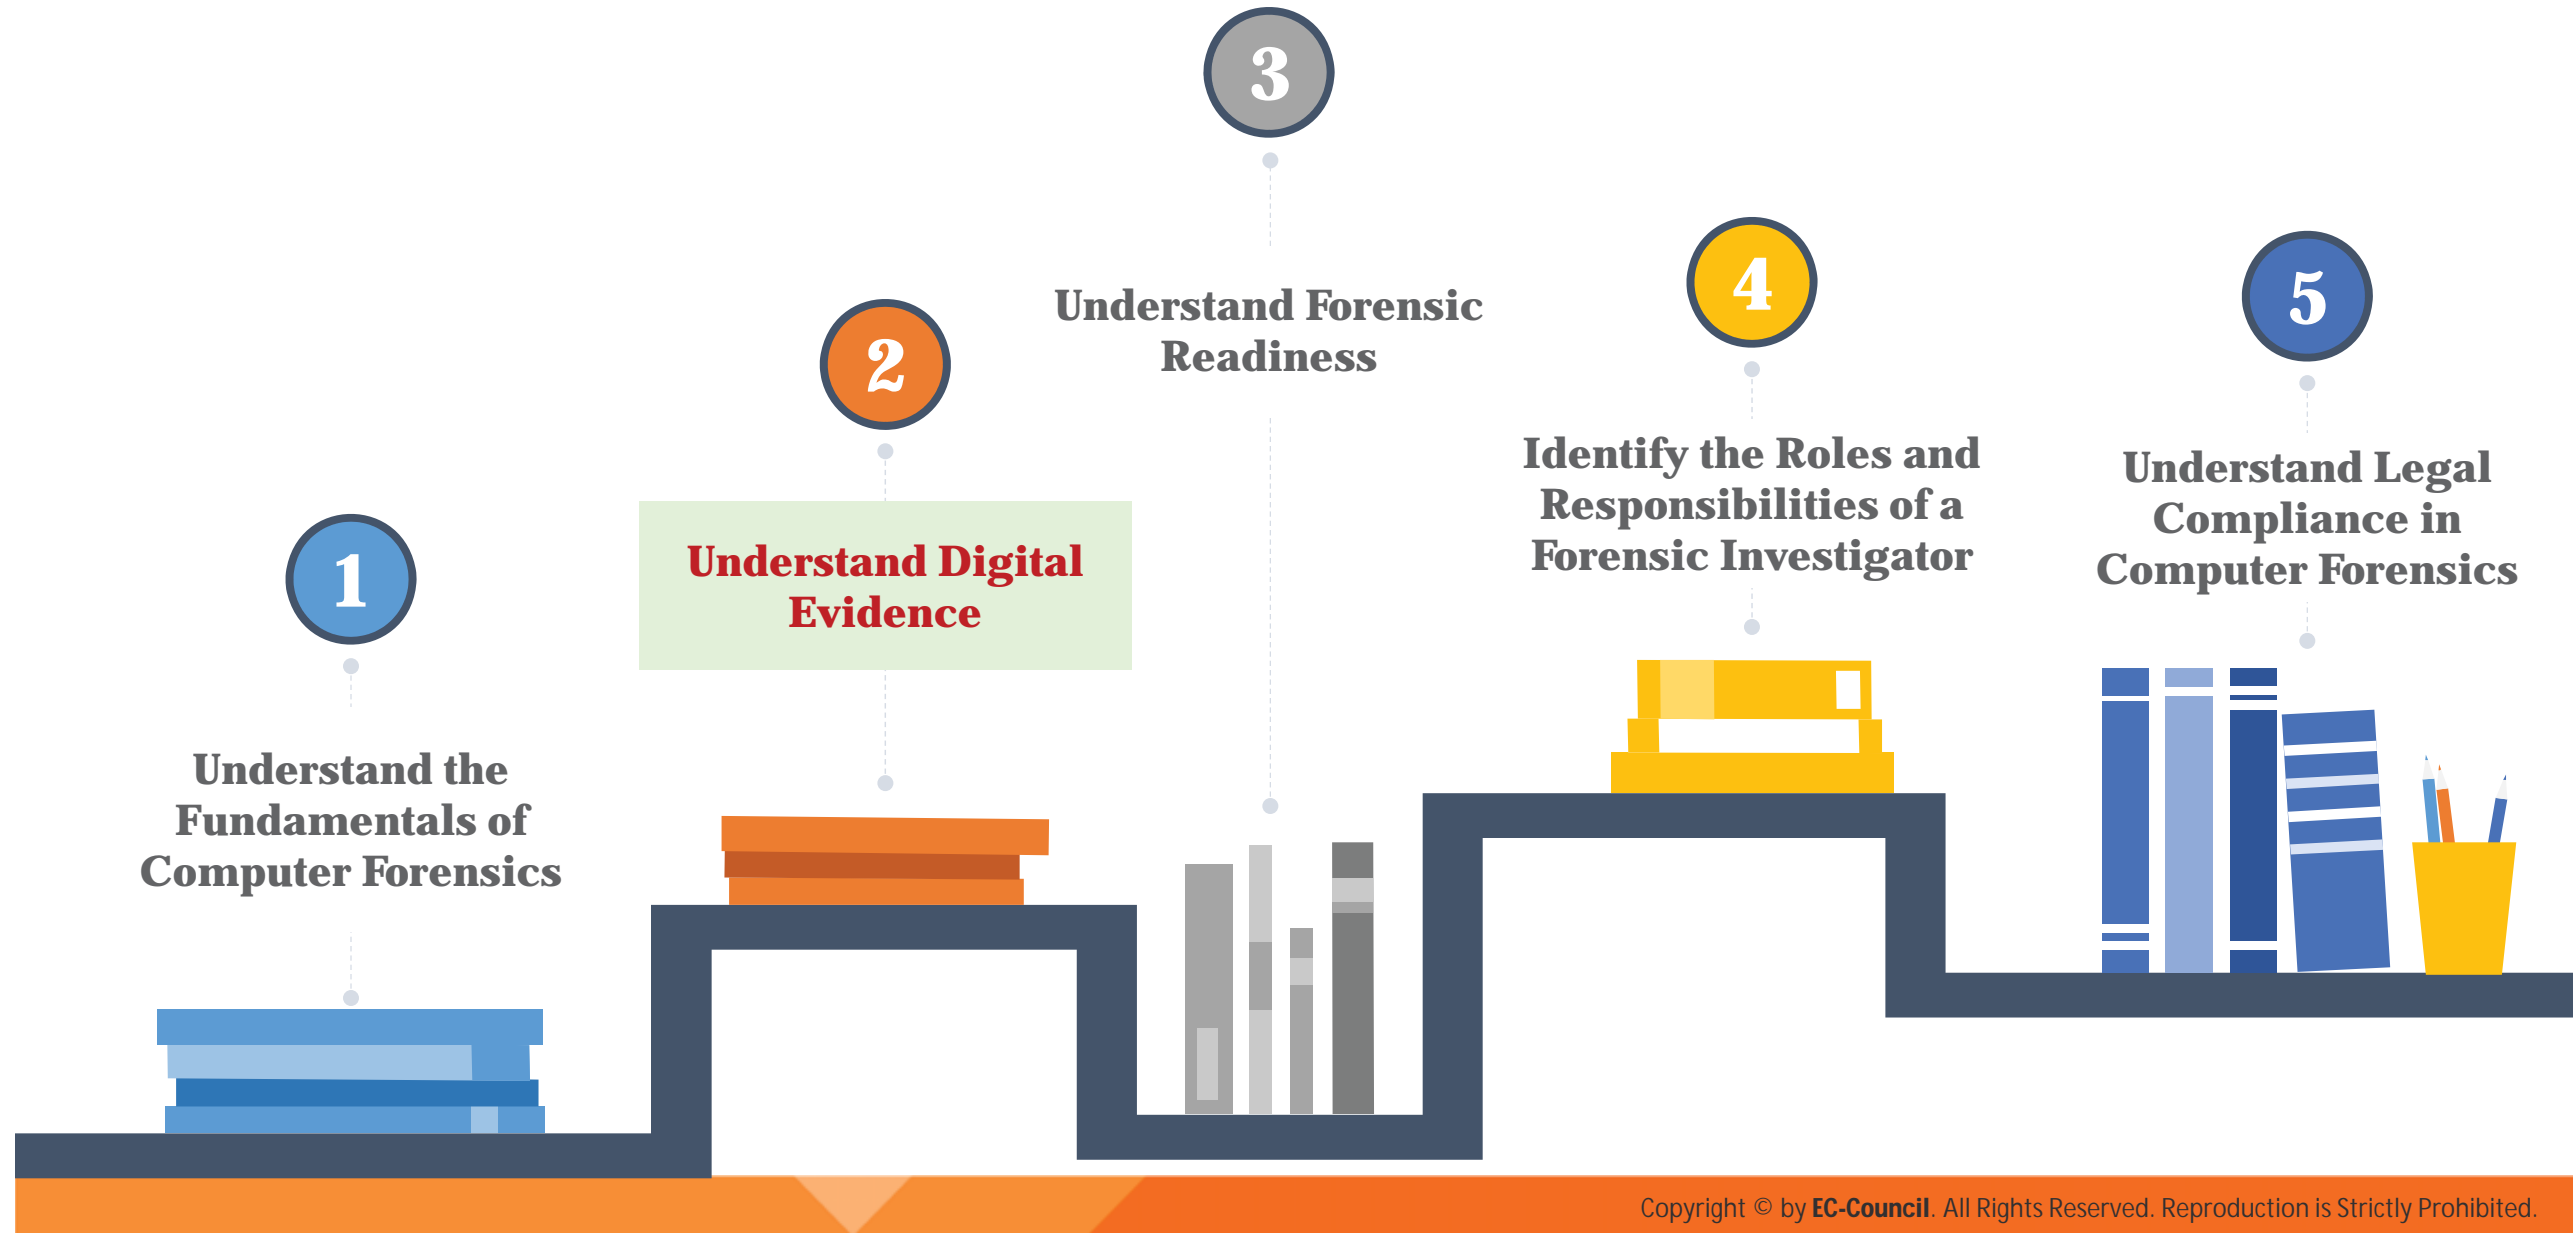 1
Understand the
Fundamentals of
Computer Forensics
2
Understand Digital
Evidence
3
Understand Forensic
Readiness
4
Identify the Roles and
Responsibilities of a
Forensic Investigator
5
Understand Legal
Compliance in
Computer Forensics
Copyright © by EC-Council. All Rights Reserved. Reproduction is Strictly Prohibited.